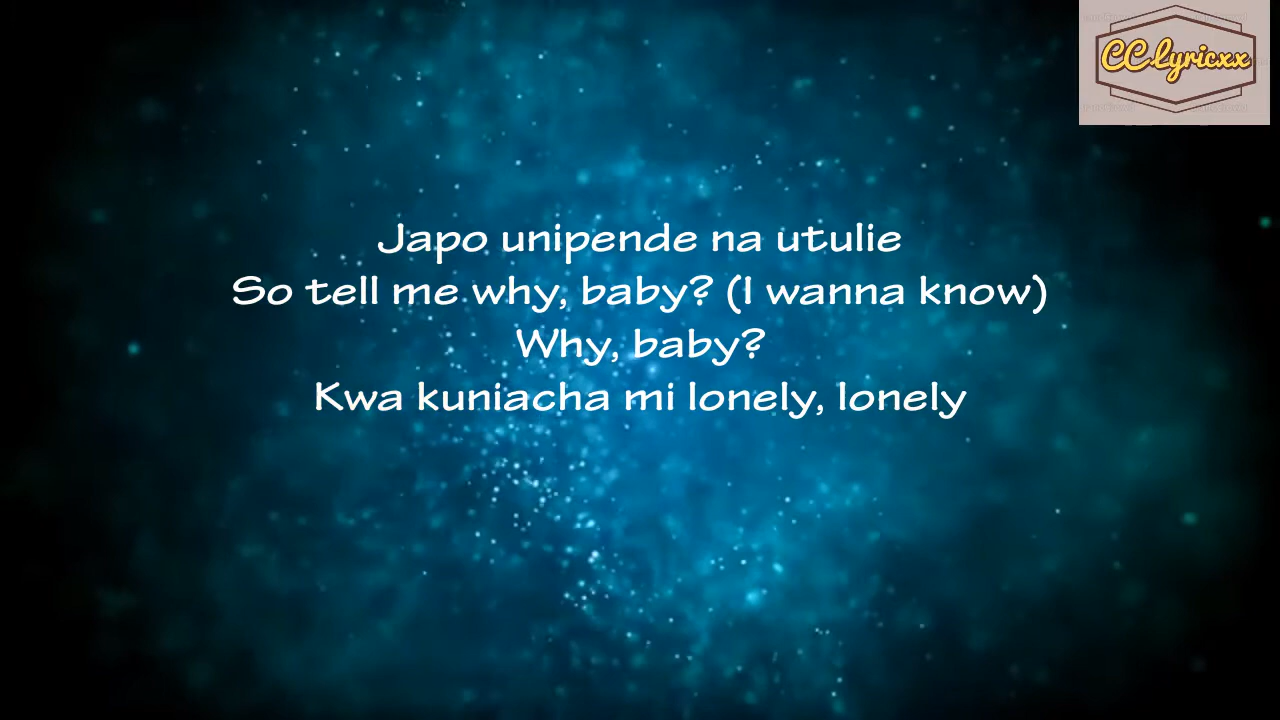 CC Lyricxx
Japo unipende na utulie
So tell me why, baby? (I wanna know)
Why, baby?
Kwa kuniacha mi lonely, lonely